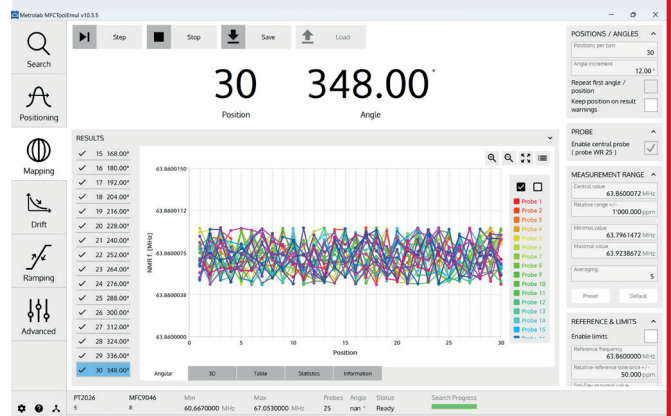 Metrolab MFCToolEmul v10.3.5
Search
Positioning
Mapping
Drift
Ramping
Advanced
Step
Stop
Save
Load
30
348.00°
Position
Angle
RESULTS
15 168.00°
16 180.00°
17 192.00°
18 204.00°
19 216.00°
20 228.00°
21 240.00°
22 252.00°
23 264.00°
24 276.00°
25 288.00°
26 300.00°
27 312.00°
28 324.00°
29 336.00°
30 348.00°
NMR f. [MHz]
63.8600150
63.8600112
63.8600075
63.8600038
63.8600000
0 5 10 15 20 25 30
Position
Probe 1
Probe 2
Probe 3
Probe 4
Probe 5
Probe 6
Probe 7
Probe 8
Probe 9
Probe 10
Probe 11
Probe 12
Probe 13
Probe 14
Probe 15
Angular
3D
Table
Statistics
Information
POSITIONS / ANGLES
Positions per turn
30
Angle increment
12.00 °
Repeat first angle /
position
Keep position on result
warnings
PROBE
Enable central probe
( probe WR 25 )
MEASUREMENT RANGE
Central value
63.8600072 MHz
Relative range +/-
1'000.000 ppm
Minimal value
63.7961472 MHz
Maximal value
63.9238672 MHz
Averaging
5
Preset
Default
REFERENCE & LIMITS
Enable limits
Reference frequency
63.8600000 MHz
Relative reference tolerance +/-
50.000 ppm
PT2026 MFC9046 Min Max Probes Angle Status Search Progress
5 8 60.6670000 MHz 67.0530000 MHz 25 nan ° Ready